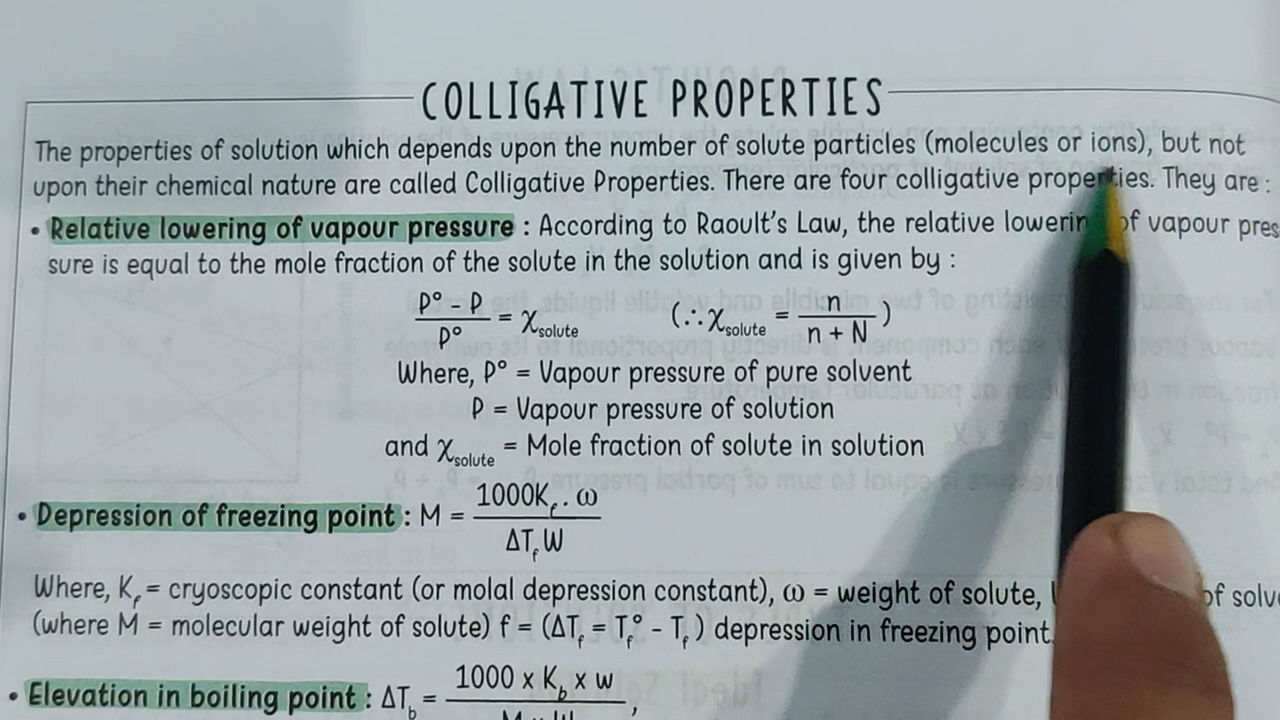 COLLIGATIVE PROPERTIES
The properties of solution which depends upon the number of solute particles (molecules or ions), but not
upon their chemical nature are called Colligative Properties. There are four colligative properties. They are :
• Relative lowering of vapour pressure : According to Raoult's Law, the relative lowering of vapour pres
sure is equal to the mole fraction of the solute in the solution and is given by :
P° - P / P° = χsolute (∴ χsolute = n / n + N )
Where, P° = Vapour pressure of pure solvent
P = Vapour pressure of solution
and χsolute = Mole fraction of solute in solution
• Depression of freezing point : M = 1000Kf . ω / ΔTf W
Where, Kf = cryoscopic constant (or molal depression constant), ω = weight of solute, of
(where M = molecular weight of solute) f = (ΔTf = Tf° - Tf ) depression in freezing point.
• Elevation in boiling point : ΔTb = 1000 x Kb x w